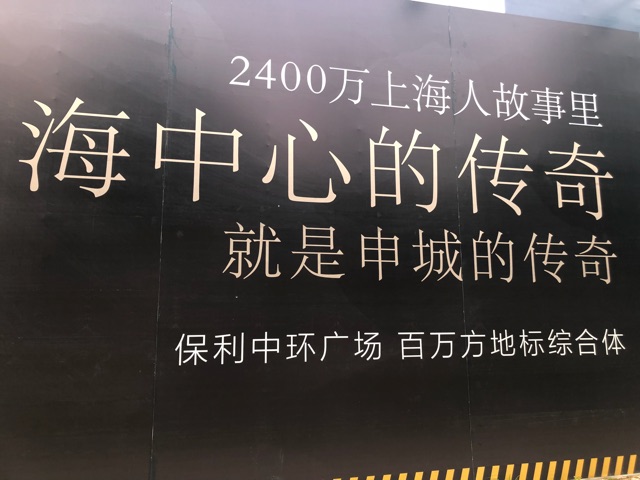 2400万上海人故事里
海中心的传奇
就是申城的传奇
保利中环广场 百万方地标综合体